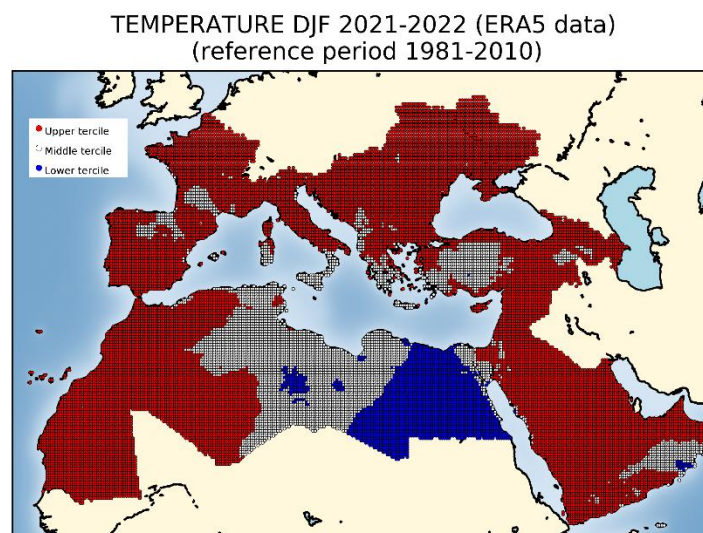 TEMPERATURE DJF 2021-2022 (ERA5 data)
(reference period 1981-2010)
Upper tercile
Middle tercile
Lower tercile